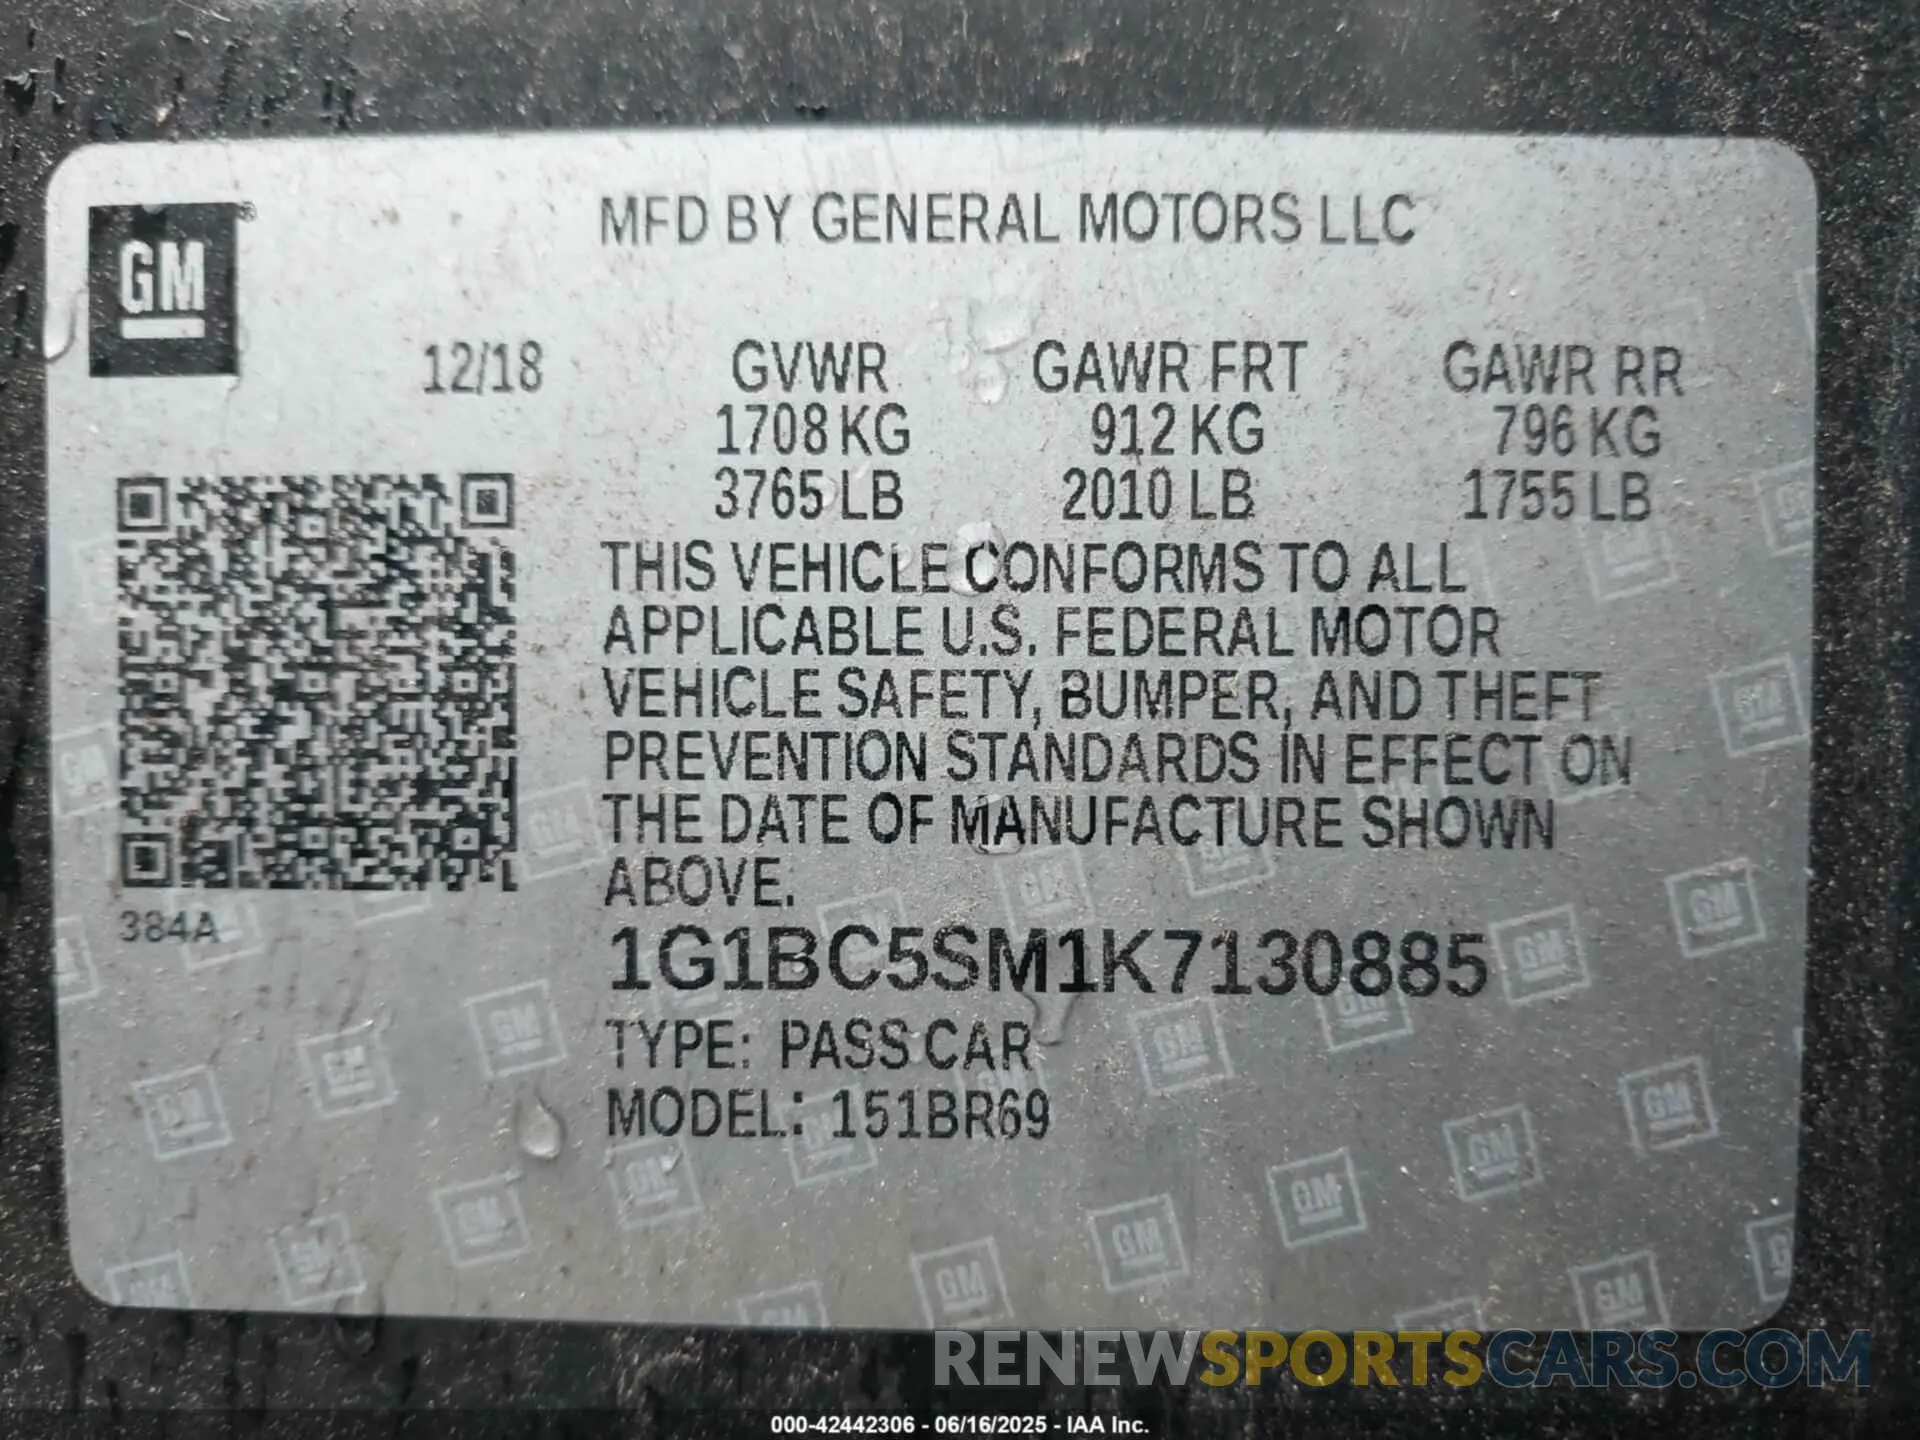 MFD BY GENERAL MOTORS LLC
GM
12/18 GVWR GAWR FRT GAWR RR
1708 KG 912 KG 796 KG
3765 LB 2010 LB 1755 LB
THIS VEHICLE CONFORMS TO ALL
APPLICABLE U.S. FEDERAL MOTOR
VEHICLE SAFETY, BUMPER, AND THEFT
PREVENTION STANDARDS IN EFFECT ON
THE DATE OF MANUFACTURE SHOWN
ABOVE.
384A
1G1BC5SM1K7130885
TYPE: PASS CAR
MODEL: 151BR69
RENEWSPORTSCARS.COM
000-42442306 - 06/16/2025 - IAA Inc.